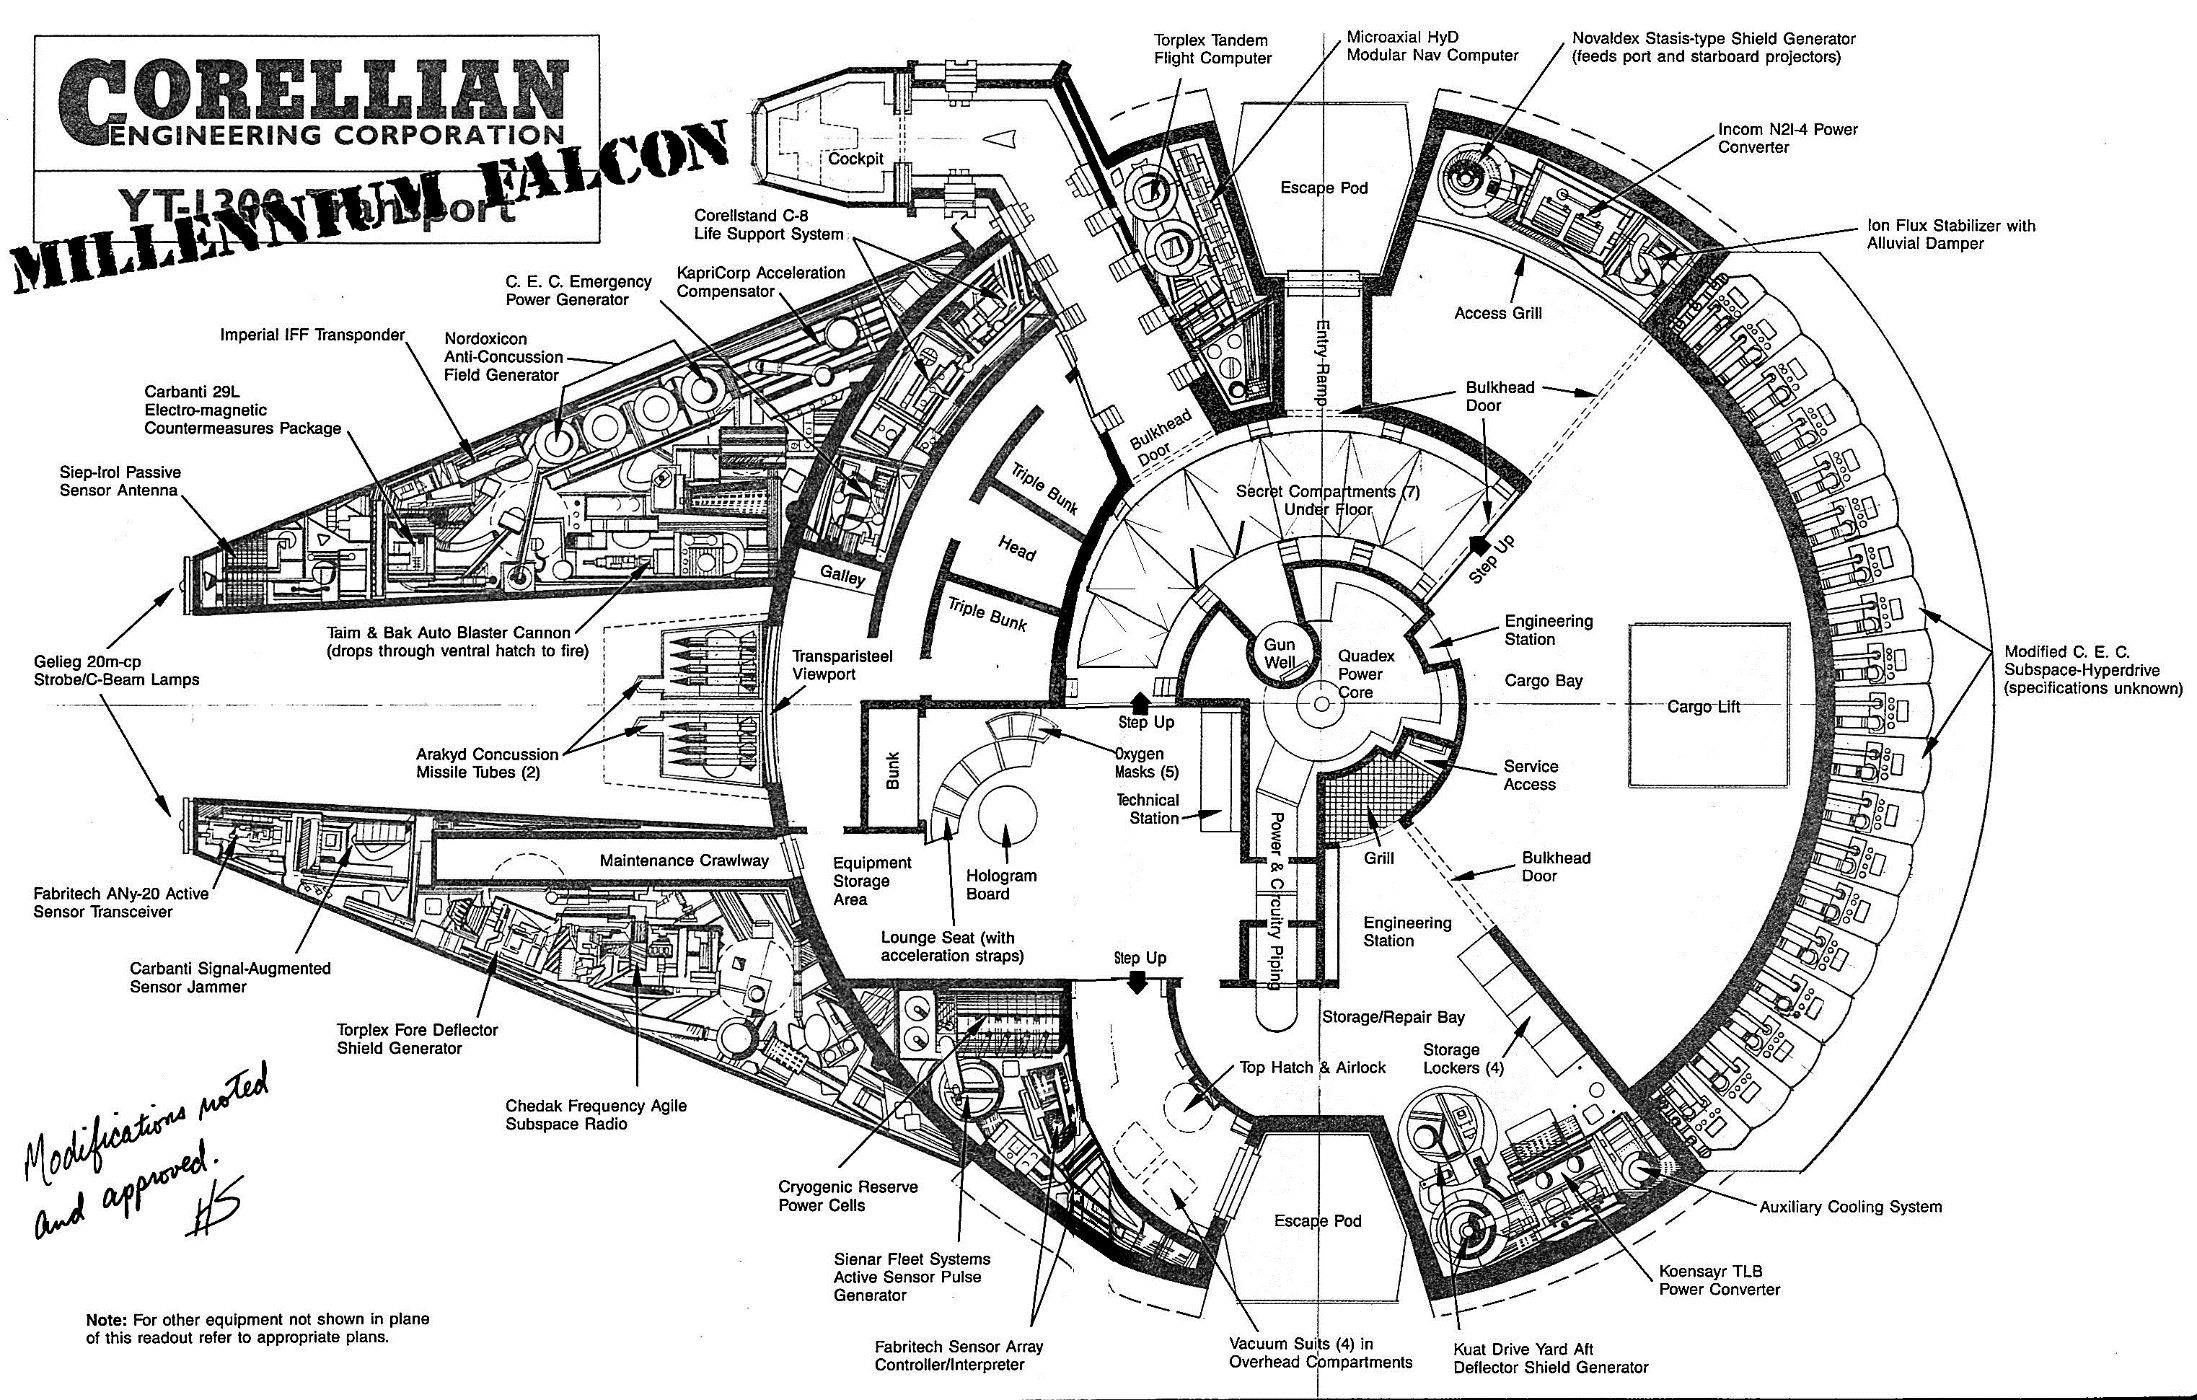 CORELLIAN
ENGINEERING CORPORATION
YT-1300 Transport
MILLENNIUM FALCON
Torplex Tandem
Flight Computer
Microaxial HyD
Modular Nav Computer
Novaldex Stasis-type Shield Generator
(feeds port and starboard projectors)
Incom N2I-4 Power
Converter
Ion Flux Stabilizer with
Alluvial Damper
Cockpit
Escape Pod
Corellstand C-8
Life Support System
KapriCorp Acceleration
Compensator
C. E. C. Emergency
Power Generator
Imperial IFF Transponder
Nordoxicon
Anti-Concussion
Field Generator
Access Grill
Entry Ramp
Carbanti 29L
Electro-magnetic
Countermeasures Package
Bulkhead
Door
Bulkhead
Door
Siep-Irol Passive
Sensor Antenna
Triple Bunk
Secret Compartments (7)
Under Floor
Head
Step Up
Galley
Triple Bunk
Taim & Bak Auto Blaster Cannon
(drops through ventral hatch to fire)
Engineering
Station
Gelieg 20m-cp
Strobe/C-Beam Lamps
Transparisteel
Viewport
Gun
Well
Quadex
Power
Core
Cargo Bay
Modified C. E. C.
Subspace-Hyperdrive
(specifications unknown)
Cargo Lift
Step Up
Arakyd Concussion
Missile Tubes (2)
Bunk
Oxygen
Masks (5)
Service
Access
Technical
Station
Power & Circuitry Piping
Maintenance Crawlway
Equipment
Storage
Area
Hologram
Board
Grill
Bulkhead
Door
Fabritech ANy-20 Active
Sensor Transceiver
Lounge Seat (with
acceleration straps)
Engineering
Station
Carbanti Signal-Augmented
Sensor Jammer
Step Up
Storage/Repair Bay
Torplex Fore Deflector
Shield Generator
Storage
Lockers (4)
Top Hatch & Airlock
Chedak Frequency Agile
Subspace Radio
Modifications noted
and approved.
HS
Cryogenic Reserve
Power Cells
Escape Pod
Auxiliary Cooling System
Sienar Fleet Systems
Active Sensor Pulse
Generator
Koensayr TLB
Power Converter
Note: For other equipment not shown in plane
of this readout refer to appropriate plans.
Fabritech Sensor Array
Controller/Interpreter
Vacuum Suits (4) in
Overhead Compartments
Kuat Drive Yard Aft
Deflector Shield Generator